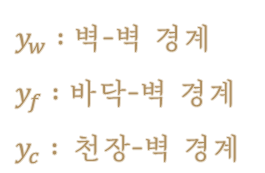 y_w : 벽-벽 경계
y_f : 바닥-벽 경계
y_c : 천장-벽 경계